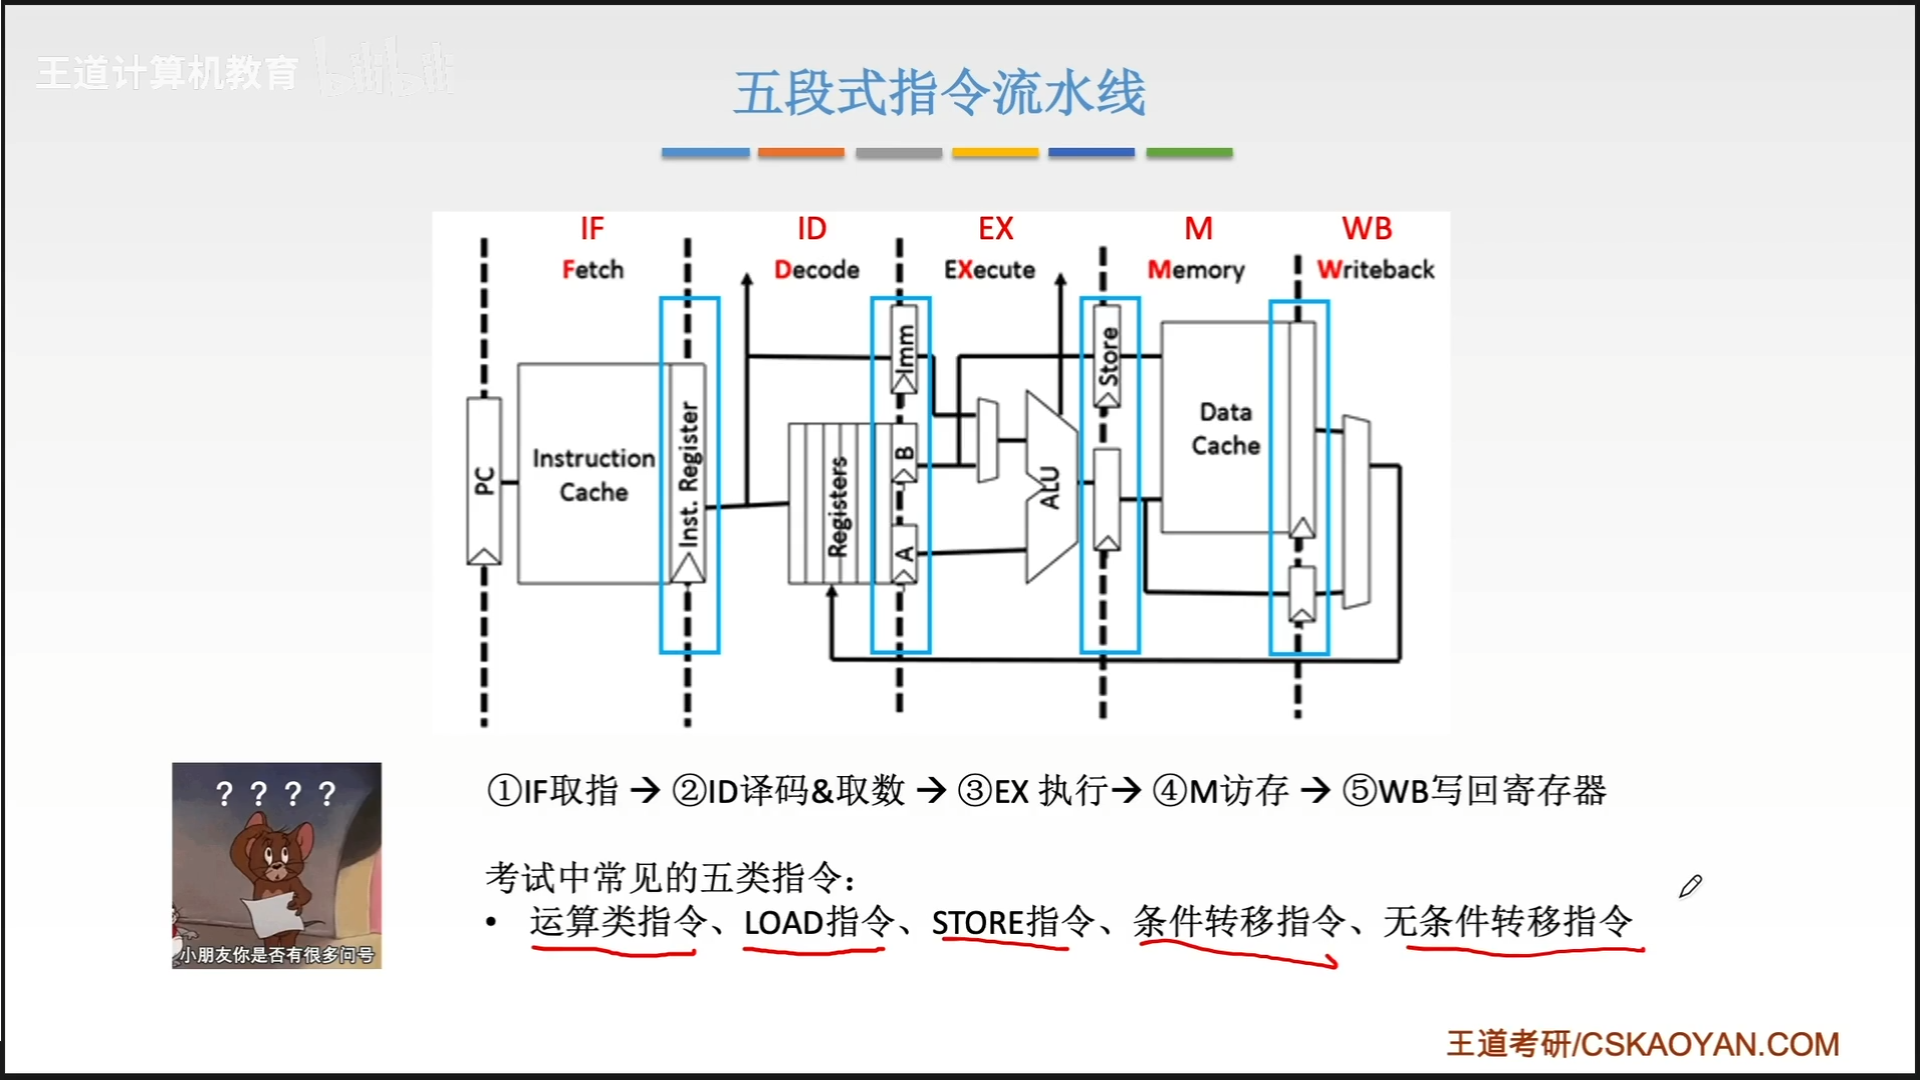 王道计算机教育 bilibili
五段式指令流水线
IF ID EX M WB
Fetch Decode EXecute Memory Writeback
PC
Instruction Cache
Inst. Register
Registers
Imm
B
A
ALU
Store
Data Cache
①IF取指 → ②ID译码&取数 → ③EX 执行→ ④M访存 → ⑤WB写回寄存器
? ? ? ?
小朋友你是否有很多问号
考试中常见的五类指令：
• 运算类指令、LOAD指令、STORE指令、条件转移指令、无条件转移指令
王道考研/CSKAOYAN.COM